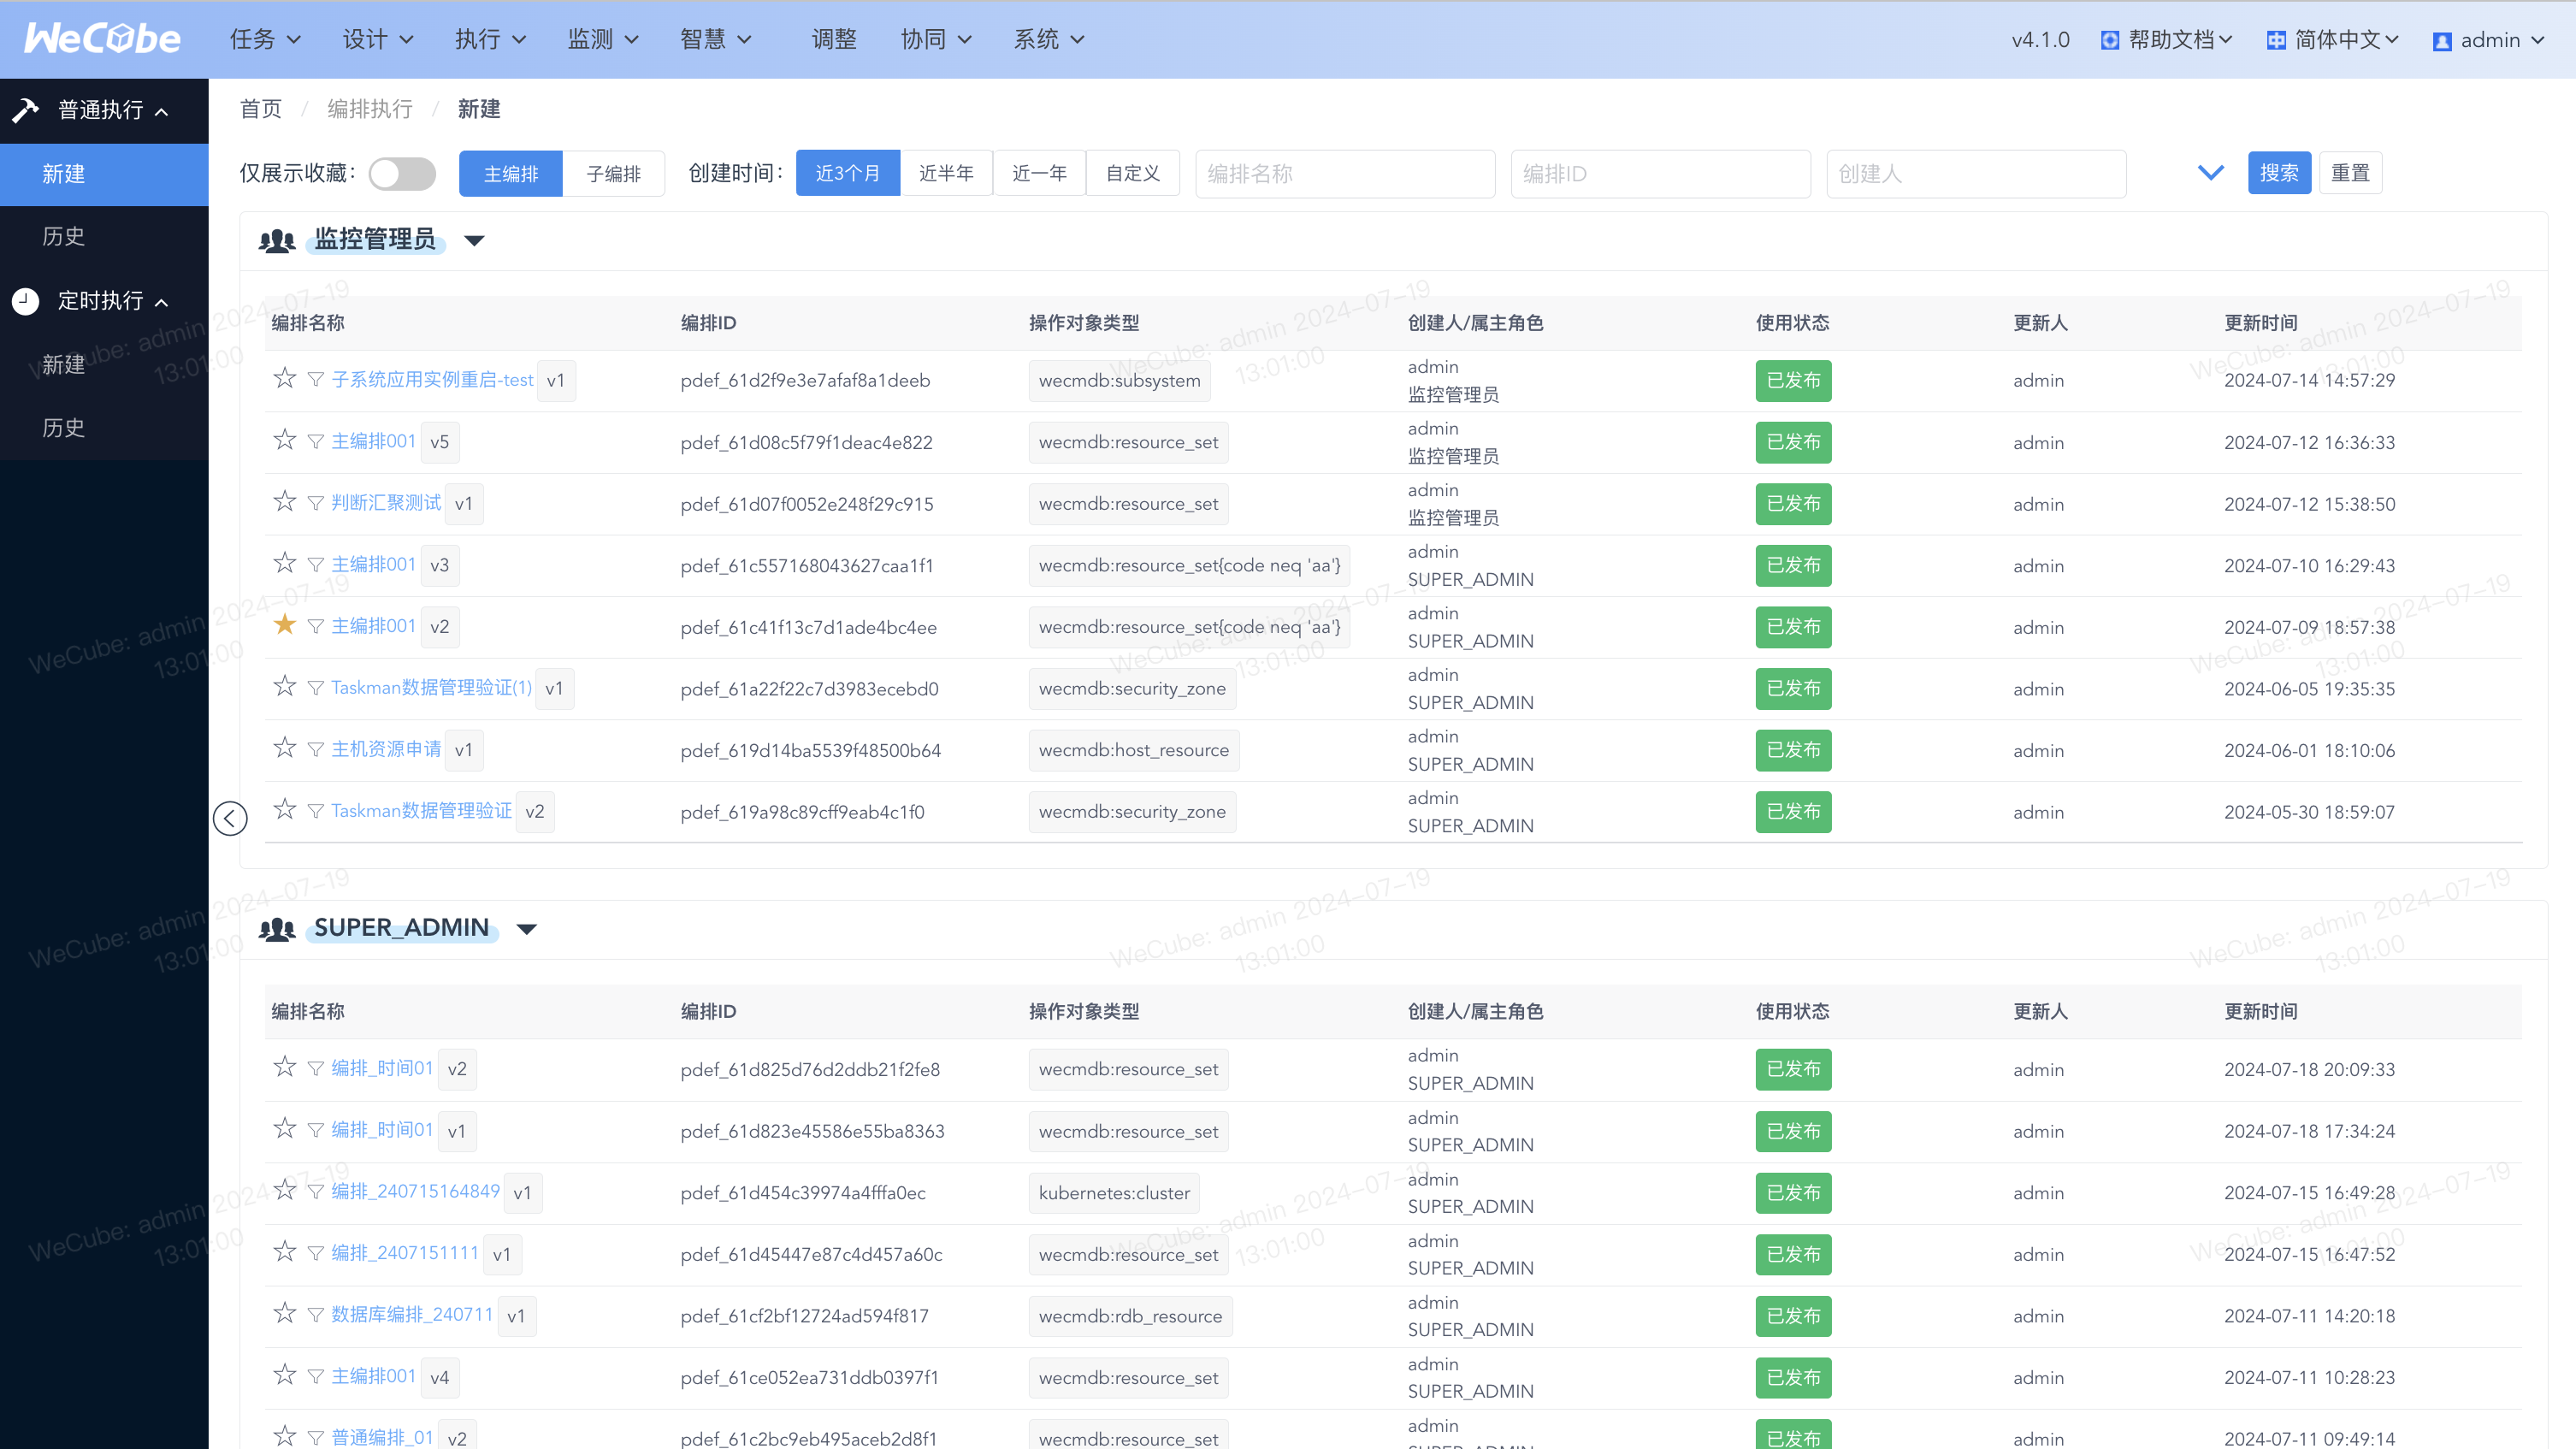 WeCube 任务 设计 执行 监测 智慧 调整 协同 系统 v4.1.0 帮助文档 简体中文 admin
普通执行
新建
历史
定时执行
新建
历史
首页 / 编排执行 / 新建
仅展示收藏: 主编排 子编排 创建时间: 近3个月 近半年 近一年 自定义 编排名称 编排ID 创建人 搜索 重置
监控管理员
编排名称 编排ID 操作对象类型 创建人/属主角色 使用状态 更新人 更新时间
子系统应用实例重启-test v1 pdef_61d2f9e3e7afaf8a1deeb wecmdb:subsystem admin 监控管理员 已发布 admin 2024-07-14 14:57:29
主编排001 v5 pdef_61d08c5f79f1deac4e822 wecmdb:resource_set admin 监控管理员 已发布 admin 2024-07-12 16:36:33
判断汇聚测试 v1 pdef_61d07f0052e248f29c915 wecmdb:resource_set admin 监控管理员 已发布 admin 2024-07-12 15:38:50
主编排001 v3 pdef_61c557168043627caa1f1 wecmdb:resource_set{code neq 'aa'} admin SUPER_ADMIN 已发布 admin 2024-07-10 16:29:43
主编排001 v2 pdef_61c41f13c7d1ade4bc4ee wecmdb:resource_set{code neq 'aa'} admin SUPER_ADMIN 已发布 admin 2024-07-09 18:57:38
Taskman数据管理验证(1) v1 pdef_61a22f22c7d3983ecebd0 wecmdb:security_zone admin SUPER_ADMIN 已发布 admin 2024-06-05 19:35:35
主机资源申请 v1 pdef_619d14ba5539f48500b64 wecmdb:host_resource admin SUPER_ADMIN 已发布 admin 2024-06-01 18:10:06
Taskman数据管理验证 v2 pdef_619a98c89cff9eab4c1f0 wecmdb:security_zone admin SUPER_ADMIN 已发布 admin 2024-05-30 18:59:07
SUPER_ADMIN
编排名称 编排ID 操作对象类型 创建人/属主角色 使用状态 更新人 更新时间
编排_时间01 v2 pdef_61d825d76d2ddb21f2fe8 wecmdb:resource_set admin SUPER_ADMIN 已发布 admin 2024-07-18 20:09:33
编排_时间01 v1 pdef_61d823e45586e55ba8363 wecmdb:resource_set admin SUPER_ADMIN 已发布 admin 2024-07-18 17:34:24
编排_240715164849 v1 pdef_61d454c39974a4fffa0ec kubernetes:cluster admin SUPER_ADMIN 已发布 admin 2024-07-15 16:49:28
编排_2407151111 v1 pdef_61d45447e87c4d457a60c wecmdb:resource_set admin SUPER_ADMIN 已发布 admin 2024-07-15 16:47:52
数据库编排_240711 v1 pdef_61cf2bf12724ad594f817 wecmdb:rdb_resource admin SUPER_ADMIN 已发布 admin 2024-07-11 14:20:18
主编排001 v4 pdef_61ce052ea731ddb0397f1 wecmdb:resource_set admin SUPER_ADMIN 已发布 admin 2024-07-11 10:28:23
普通编排_01 v2 pdef_61c2bc9eb495aceb2d8f1 wecmdb:resource_set admin 已发布 admin 2024-07-11 09:49:14
WeCube: admin 2024-07-19
13:01:00